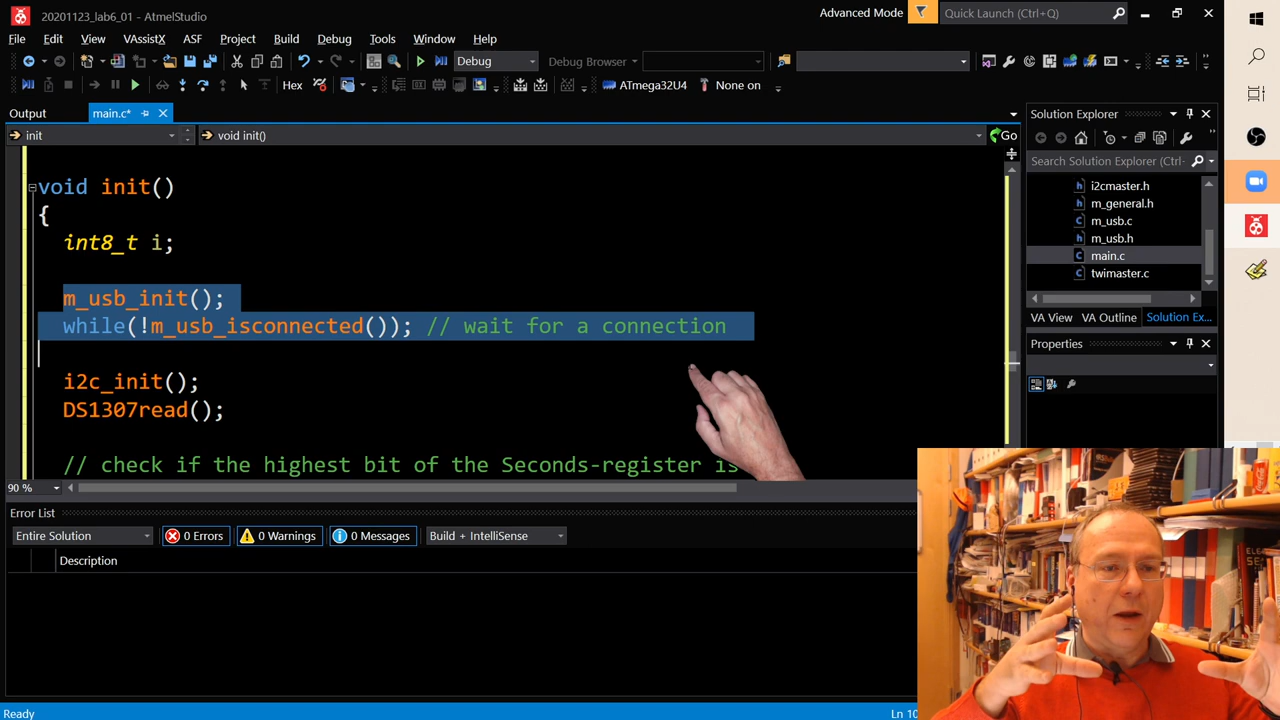 20201123_lab6_01 - AtmelStudio
Advanced Mode
Quick Launch (Ctrl+Q)
File Edit View VAssistX ASF Project Build Debug Tools Window Help
Debug
Debug Browser
Hex
ATmega32U4
None on
Output
main.c*
init
void init()
Go
void init()
{
int8_t i;
m_usb_init();
while(!m_usb_isconnected()); // wait for a connection
i2c_init();
DS1307read();
// check if the highest bit of the Seconds-register is
90 %
Error List
Entire Solution
0 Errors
0 Warnings
0 Messages
Build + IntelliSense
Description
Ready
Ln 10
Solution Explorer
Search Solution Explorer (Ctrl-
i2cmaster.h
m_general.h
m_usb.c
m_usb.h
main.c
twimaster.c
VA View
VA Outline
Solution Ex...
Properties